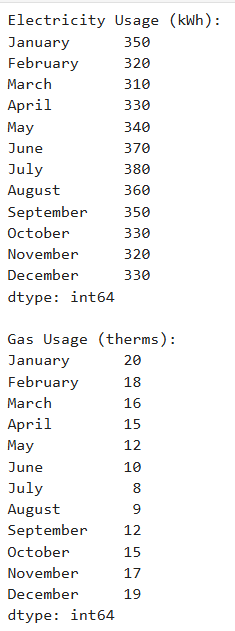 Electricity Usage (kWh):
January      350
February     320
March        310
April        330
May          340
June         370
July         380
August       360
September    350
October      330
November     320
December     330
dtype: int64

Gas Usage (therms):
January      20
February     18
March        16
April        15
May          12
June         10
July          8
August        9
September    12
October      15
November     17
December     19
dtype: int64